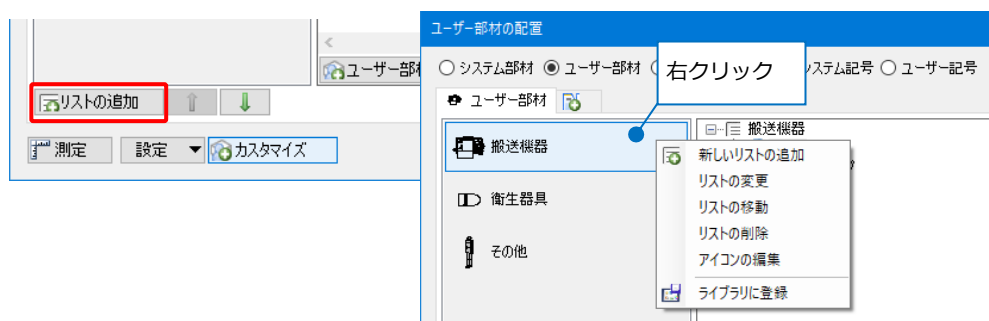 ユーザー部
リストの追加
測定
設定
カスタマイズ
ユーザー部材の配置
システム部材
ユーザー部材
ステム記号
ユーザー記号
右クリック
ユーザー部材
搬送機器
衛生器具
その他
搬送機器
新しいリストの追加
リストの変更
リストの移動
リストの削除
アイコンの編集
ライブラリに登録